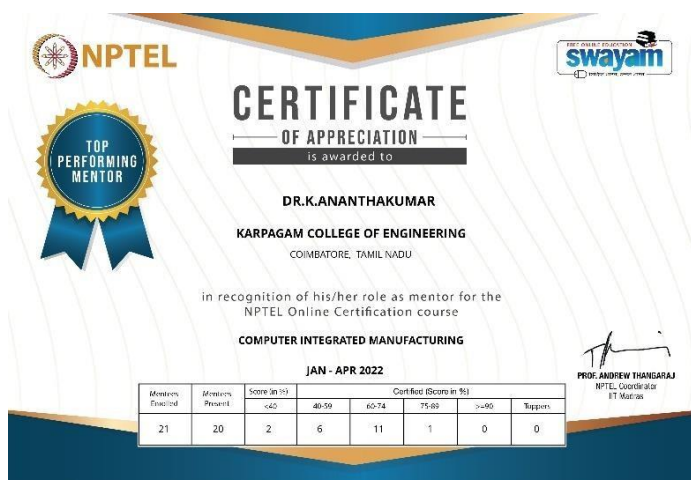 NPTEL
FREE ONLINE EDUCATION
swayam
TOP
PERFORMING
MENTOR
CERTIFICATE
OF APPRECIATION
is awarded to
DR.K.ANANTHAKUMAR
KARPAGAM COLLEGE OF ENGINEERING
COIMBATORE, TAMIL NADU
in recognition of his/her role as mentor for the
NPTEL Online Certification course
COMPUTER INTEGRATED MANUFACTURING
JAN - APR 2022
PROF. ANDREW THANGARAJ
NPTEL Coordinator
IIT Madras
Mentees Enrolled Mentees Present Score (in %) Certified (Score in %)
<40 40-59 60-74 75-89 >=90 Toppers
21 20 2 6 11 1 0 0